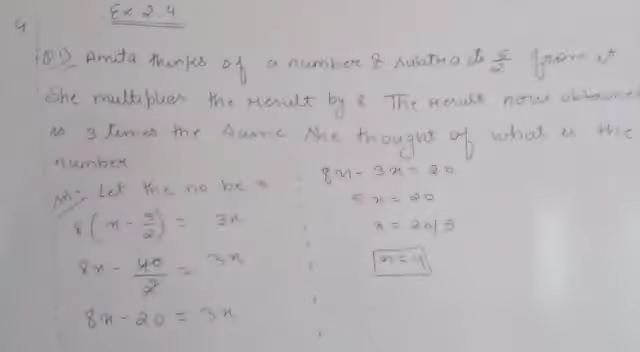 4
Ex 2.4
Q1) Amita thinks of a number & subtracts 5/2 from it
She multiplies the result by 8 The result now obtained
is 3 times the same she thought of what is the
number
Let the no be x
8(x - 5/2) = 3x
8x - 40/2 = 3x
8x - 20 = 3x
8x - 3x = 20
5x = 20
x = 20/5
x = 4